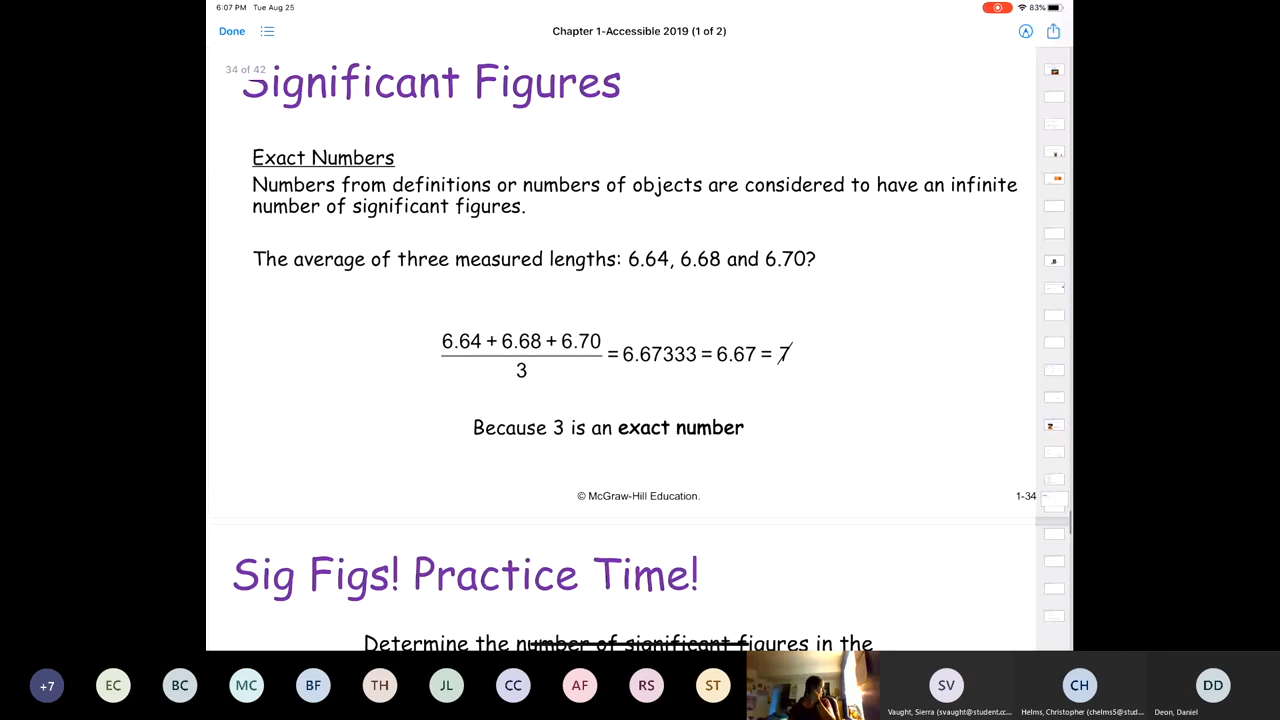 6:07 PM Tue Aug 25
83%
Done
Chapter 1-Accessible 2019 (1 of 2)
34 of 42
Significant Figures
Exact Numbers
Numbers from definitions or numbers of objects are considered to have an infinite
number of significant figures.
The average of three measured lengths: 6.64, 6.68 and 6.70?
6.64 + 6.68 + 6.70
3
= 6.67333 = 6.67 = 7
Because 3 is an exact number
© McGraw-Hill Education.
1-34
Sig Figs! Practice Time!
Determine the number of significant figures in the
+7
EC
BC
MC
BF
TH
JL
CC
AF
RS
ST
SV
CH
DD
Vaught, Sierra (svaught@student.cc...
Helms, Christopher (chelms5@stud...
Deon, Daniel